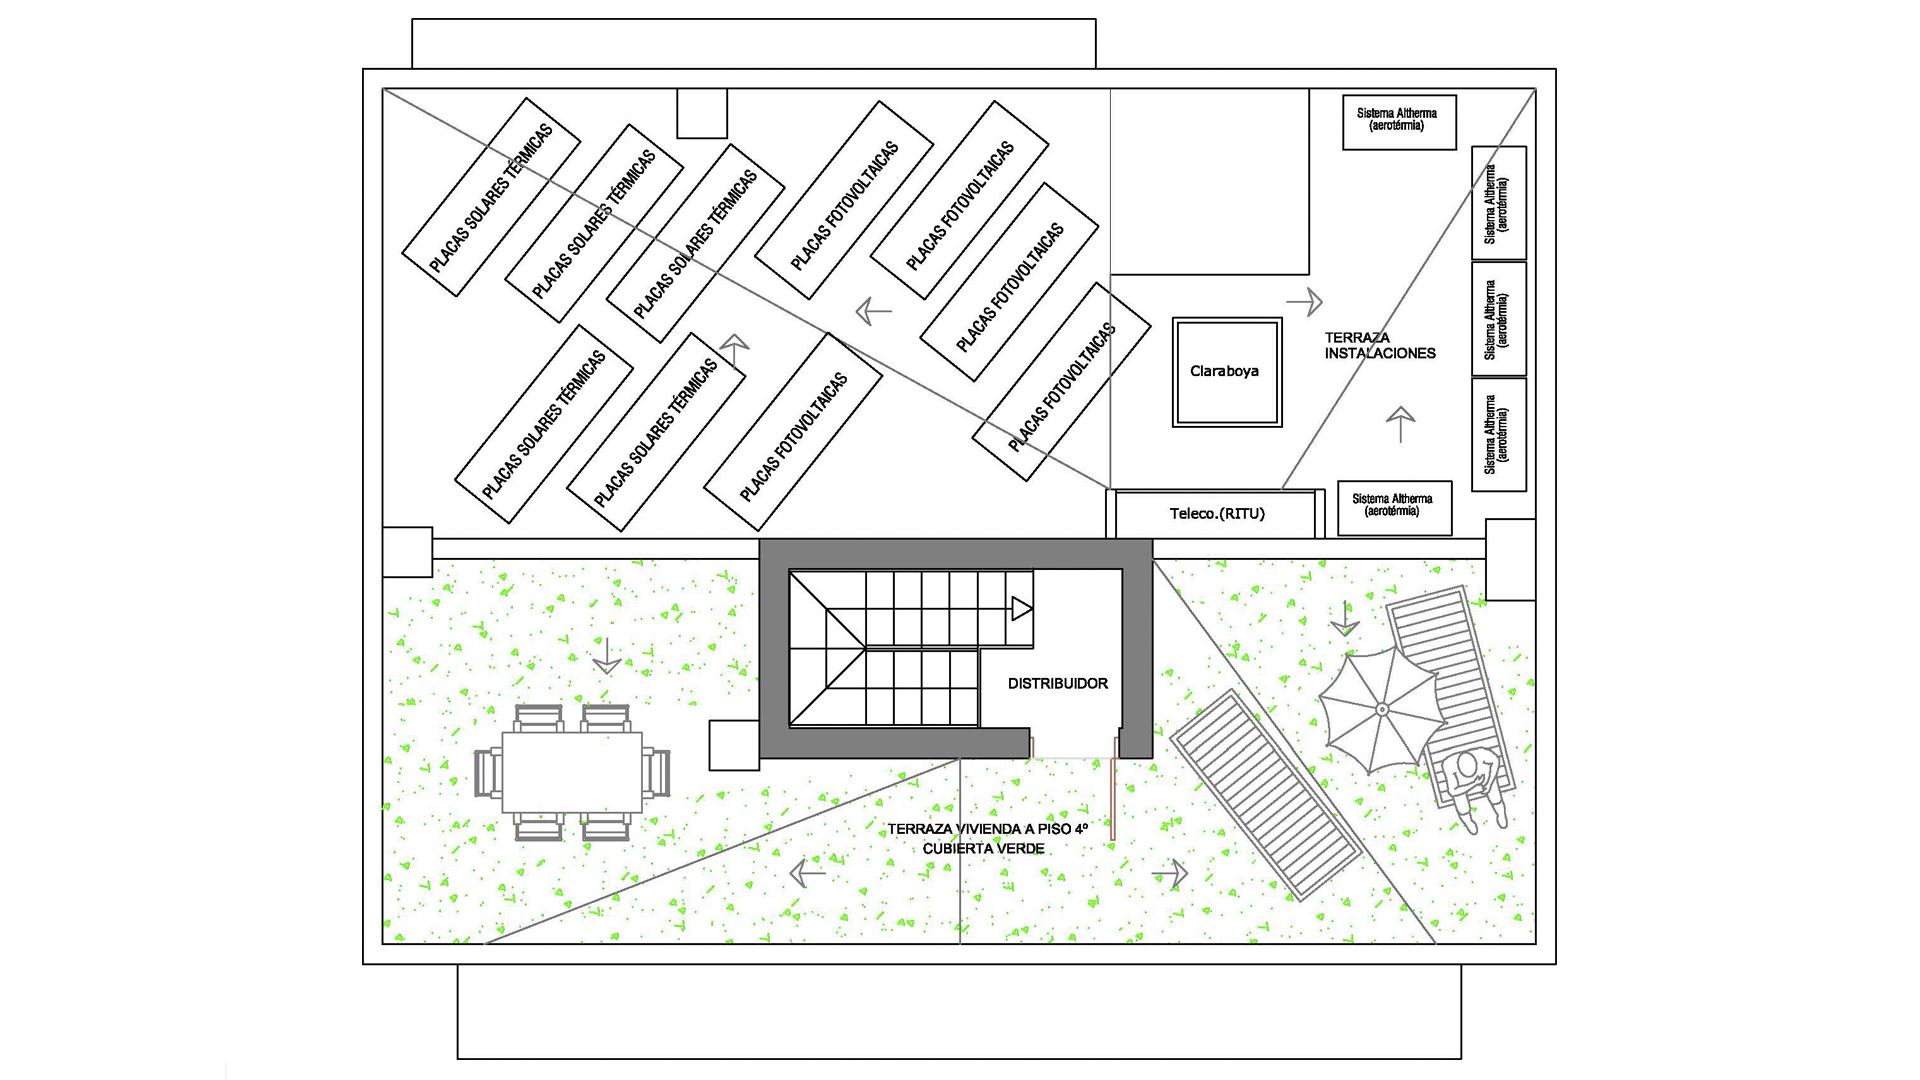 PLACAS SOLARES TÉRMICAS
PLACAS SOLARES TÉRMICAS
PLACAS SOLARES TÉRMICAS
PLACAS FOTOVOLTAICAS
PLACAS FOTOVOLTAICAS
PLACAS FOTOVOLTAICAS
PLACAS FOTOVOLTAICAS
PLACAS SOLARES TÉRMICAS
PLACAS SOLARES TÉRMICAS
PLACAS FOTOVOLTAICAS
Sistema Altherma
(aerotérmia)
Sistema Altherma
(aerotérmia)
Sistema Altherma
(aerotérmia)
Sistema Altherma
(aerotérmia)
TERRAZA
INSTALACIONES
Claraboya
Teleco.(RITU)
Sistema Altherma
(aerotérmia)
DISTRIBUIDOR
TERRAZA VIVIENDA A PISO 4º
CUBIERTA VERDE